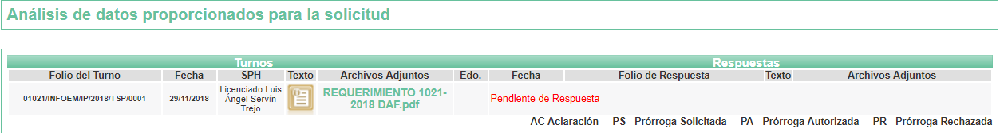 Análisis de datos proporcionados para la solicitud
Turnos Respuestas
Folio del Turno Fecha SPH Texto Archivos Adjuntos Edo. Fecha Folio de Respuesta Texto Archivos Adjuntos
01021/INFOEM/IP/2018/TSP/0001 29/11/2018 Licenciado Luis
Ángel Servín
Trejo
REQUERIMIENTO 1021-
2018 DAF.pdf
Pendiente de Respuesta
AC Aclaración PS - Prórroga Solicitada PA - Prórroga Autorizada PR - Prórroga Rechazada